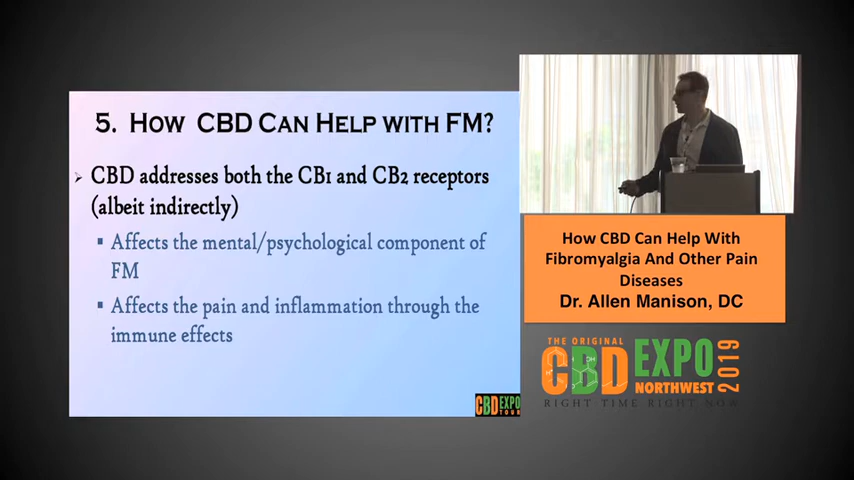 5. How CBD Can Help with FM?
CBD addresses both the CB1 and CB2 receptors
(albeit indirectly)
Affects the mental/psychological component of
FM
Affects the pain and inflammation through the
immune effects
CBD EXPO
TOUR
How CBD Can Help With
Fibromyalgia And Other Pain
Diseases
Dr. Allen Manison, DC
THE ORIGINAL
CBD EXPO
NORTHWEST 2019
RIGHT TIME RIGHT NOW